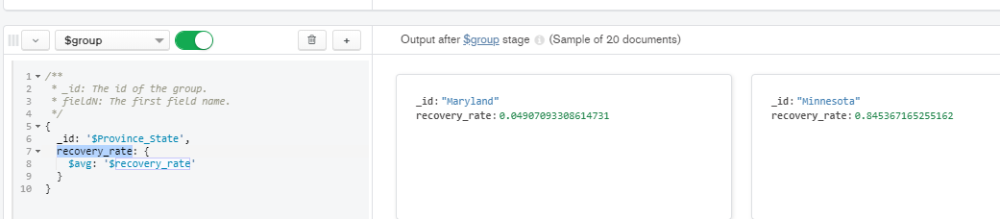 $group
Output after $group stage (Sample of 20 documents)
1 /**
2 * _id: The id of the group.
3 * fieldN: The first field name.
4 */
5 {
6 _id: '$Province_State',
7 recovery_rate: {
8 $avg: '$recovery_rate'
9 }
10 }
_id: "Maryland"
recovery_rate: 0.04907093308614731
_id: "Minnesota"
recovery_rate: 0.845367165255162